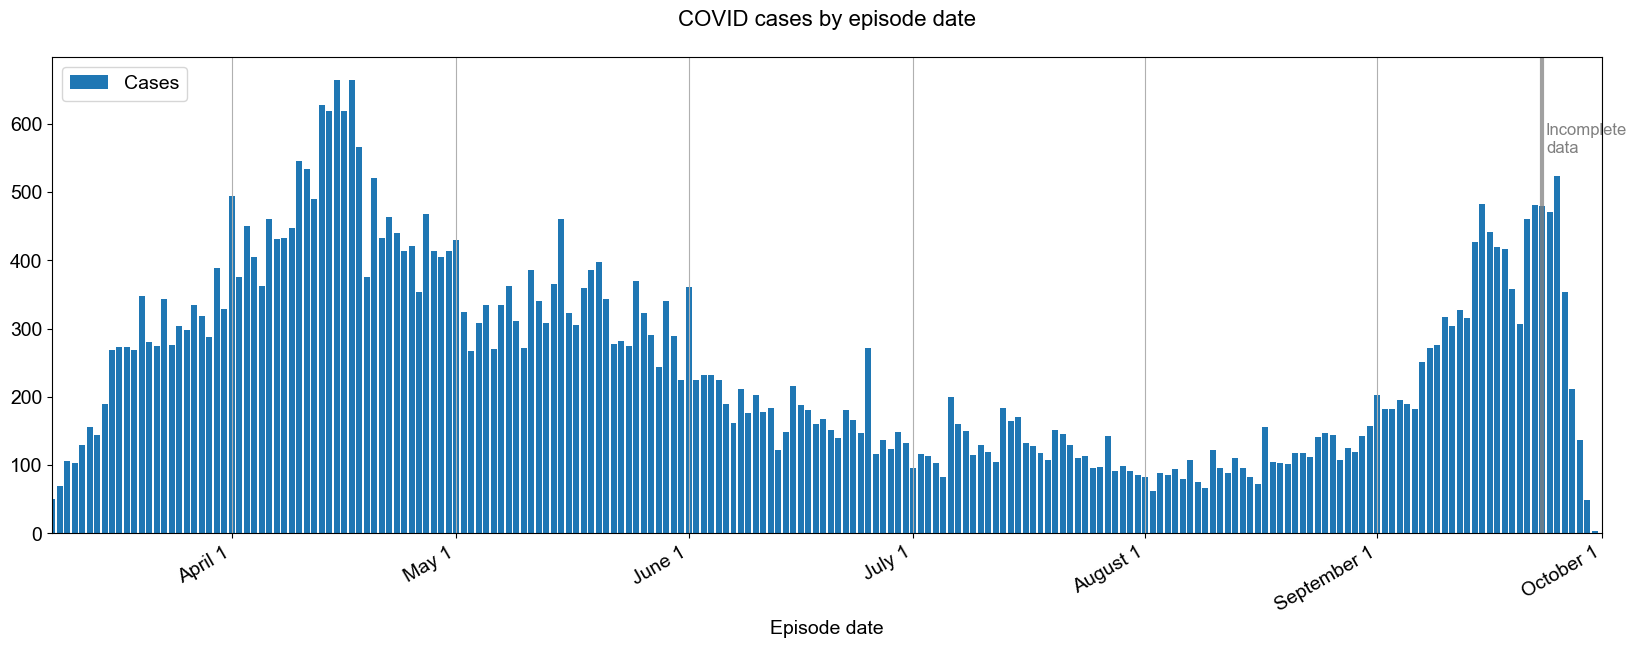 COVID cases by episode date
Cases
600
500
400
300
200
100
0
Incomplete
data
April 1
May 1
June 1
July 1
August 1
September 1
October 1
Episode date